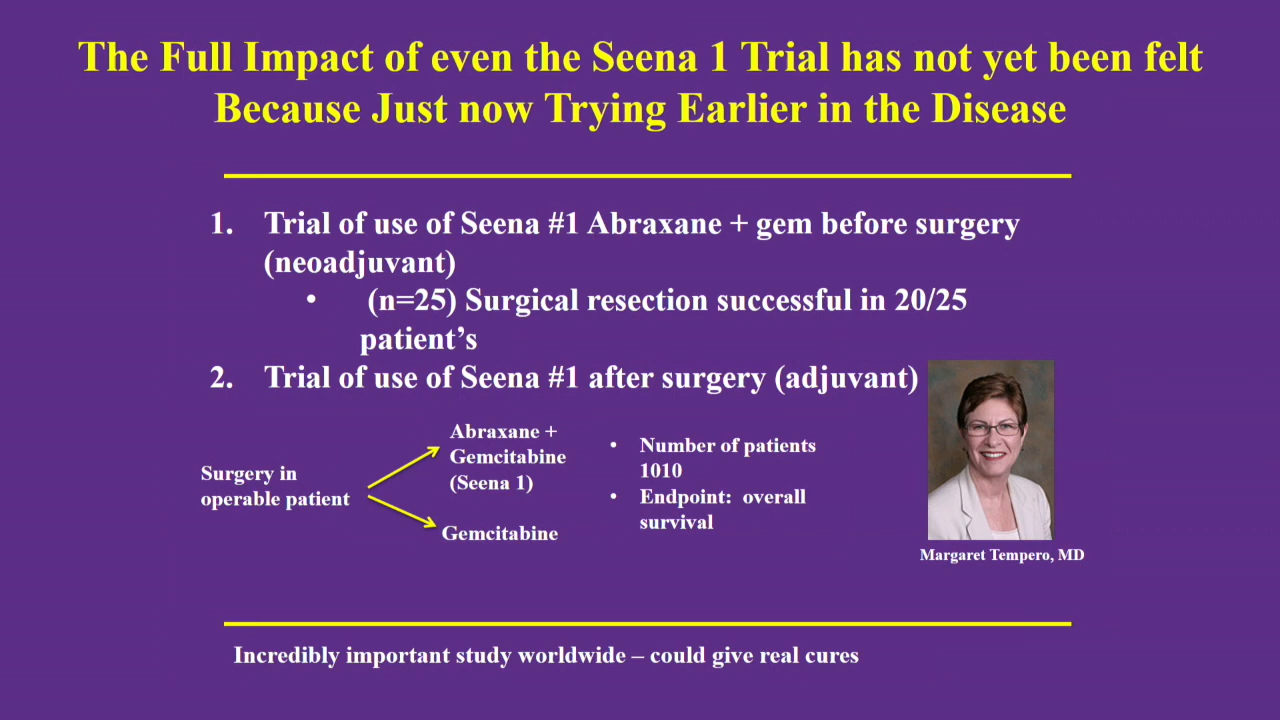 The Full Impact of even the Seena 1 Trial has not yet been felt
Because Just now Trying Earlier in the Disease
1. Trial of use of Seena #1 Abraxane + gem before surgery
(neoadjuvant)
• (n=25) Surgical resection successful in 20/25
patient’s
2. Trial of use of Seena #1 after surgery (adjuvant)
Surgery in
operable patient
Abraxane +
Gemcitabine
(Seena 1)
Gemcitabine
• Number of patients
1010
• Endpoint: overall
survival
Margaret Tempero, MD
Incredibly important study worldwide – could give real cures